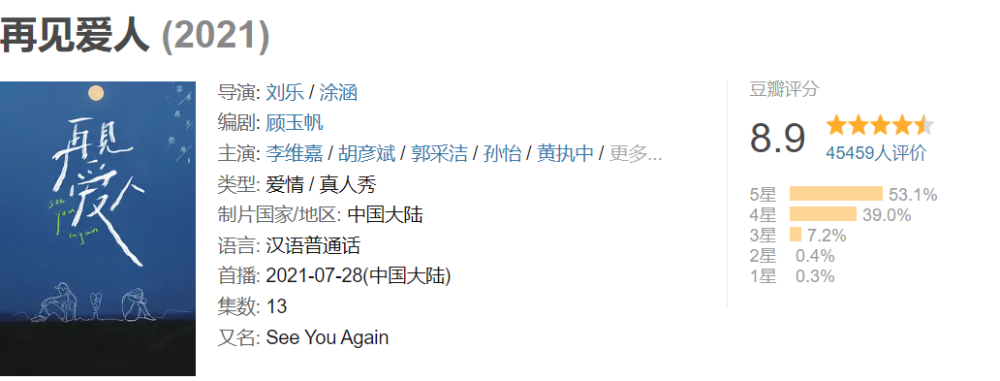 再见爱人 (2021)
再见
爱人
see
you
again
导演: 刘乐 / 涂涵
编剧: 顾玉帆
主演: 李维嘉 / 胡彦斌 / 郭采洁 / 孙怡 / 黄执中 / 更多...
类型: 爱情 / 真人秀
制片国家/地区: 中国大陆
语言: 汉语普通话
首播: 2021-07-28(中国大陆)
集数: 13
又名: See You Again
豆瓣评分
8.9
45459人评价
5星 53.1%
4星 39.0%
3星 7.2%
2星 0.4%
1星 0.3%